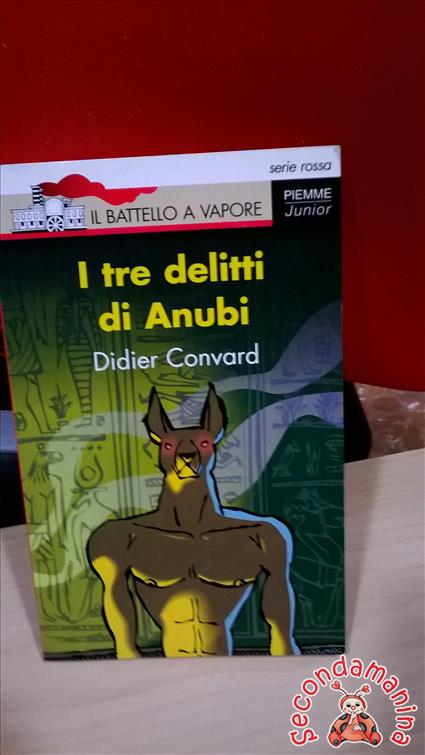 serie rossa
IL BATTELLO A VAPORE
PIEMME
Junior
I tre delitti
di Anubi
Didier Convard
Secondamanina